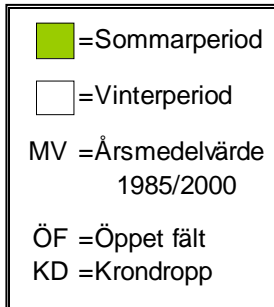 =Sommarperiod
=Vinterperiod
MV =Årsmedelvärde
1985/2000
ÖF =Öppet fält
KD =Krondropp